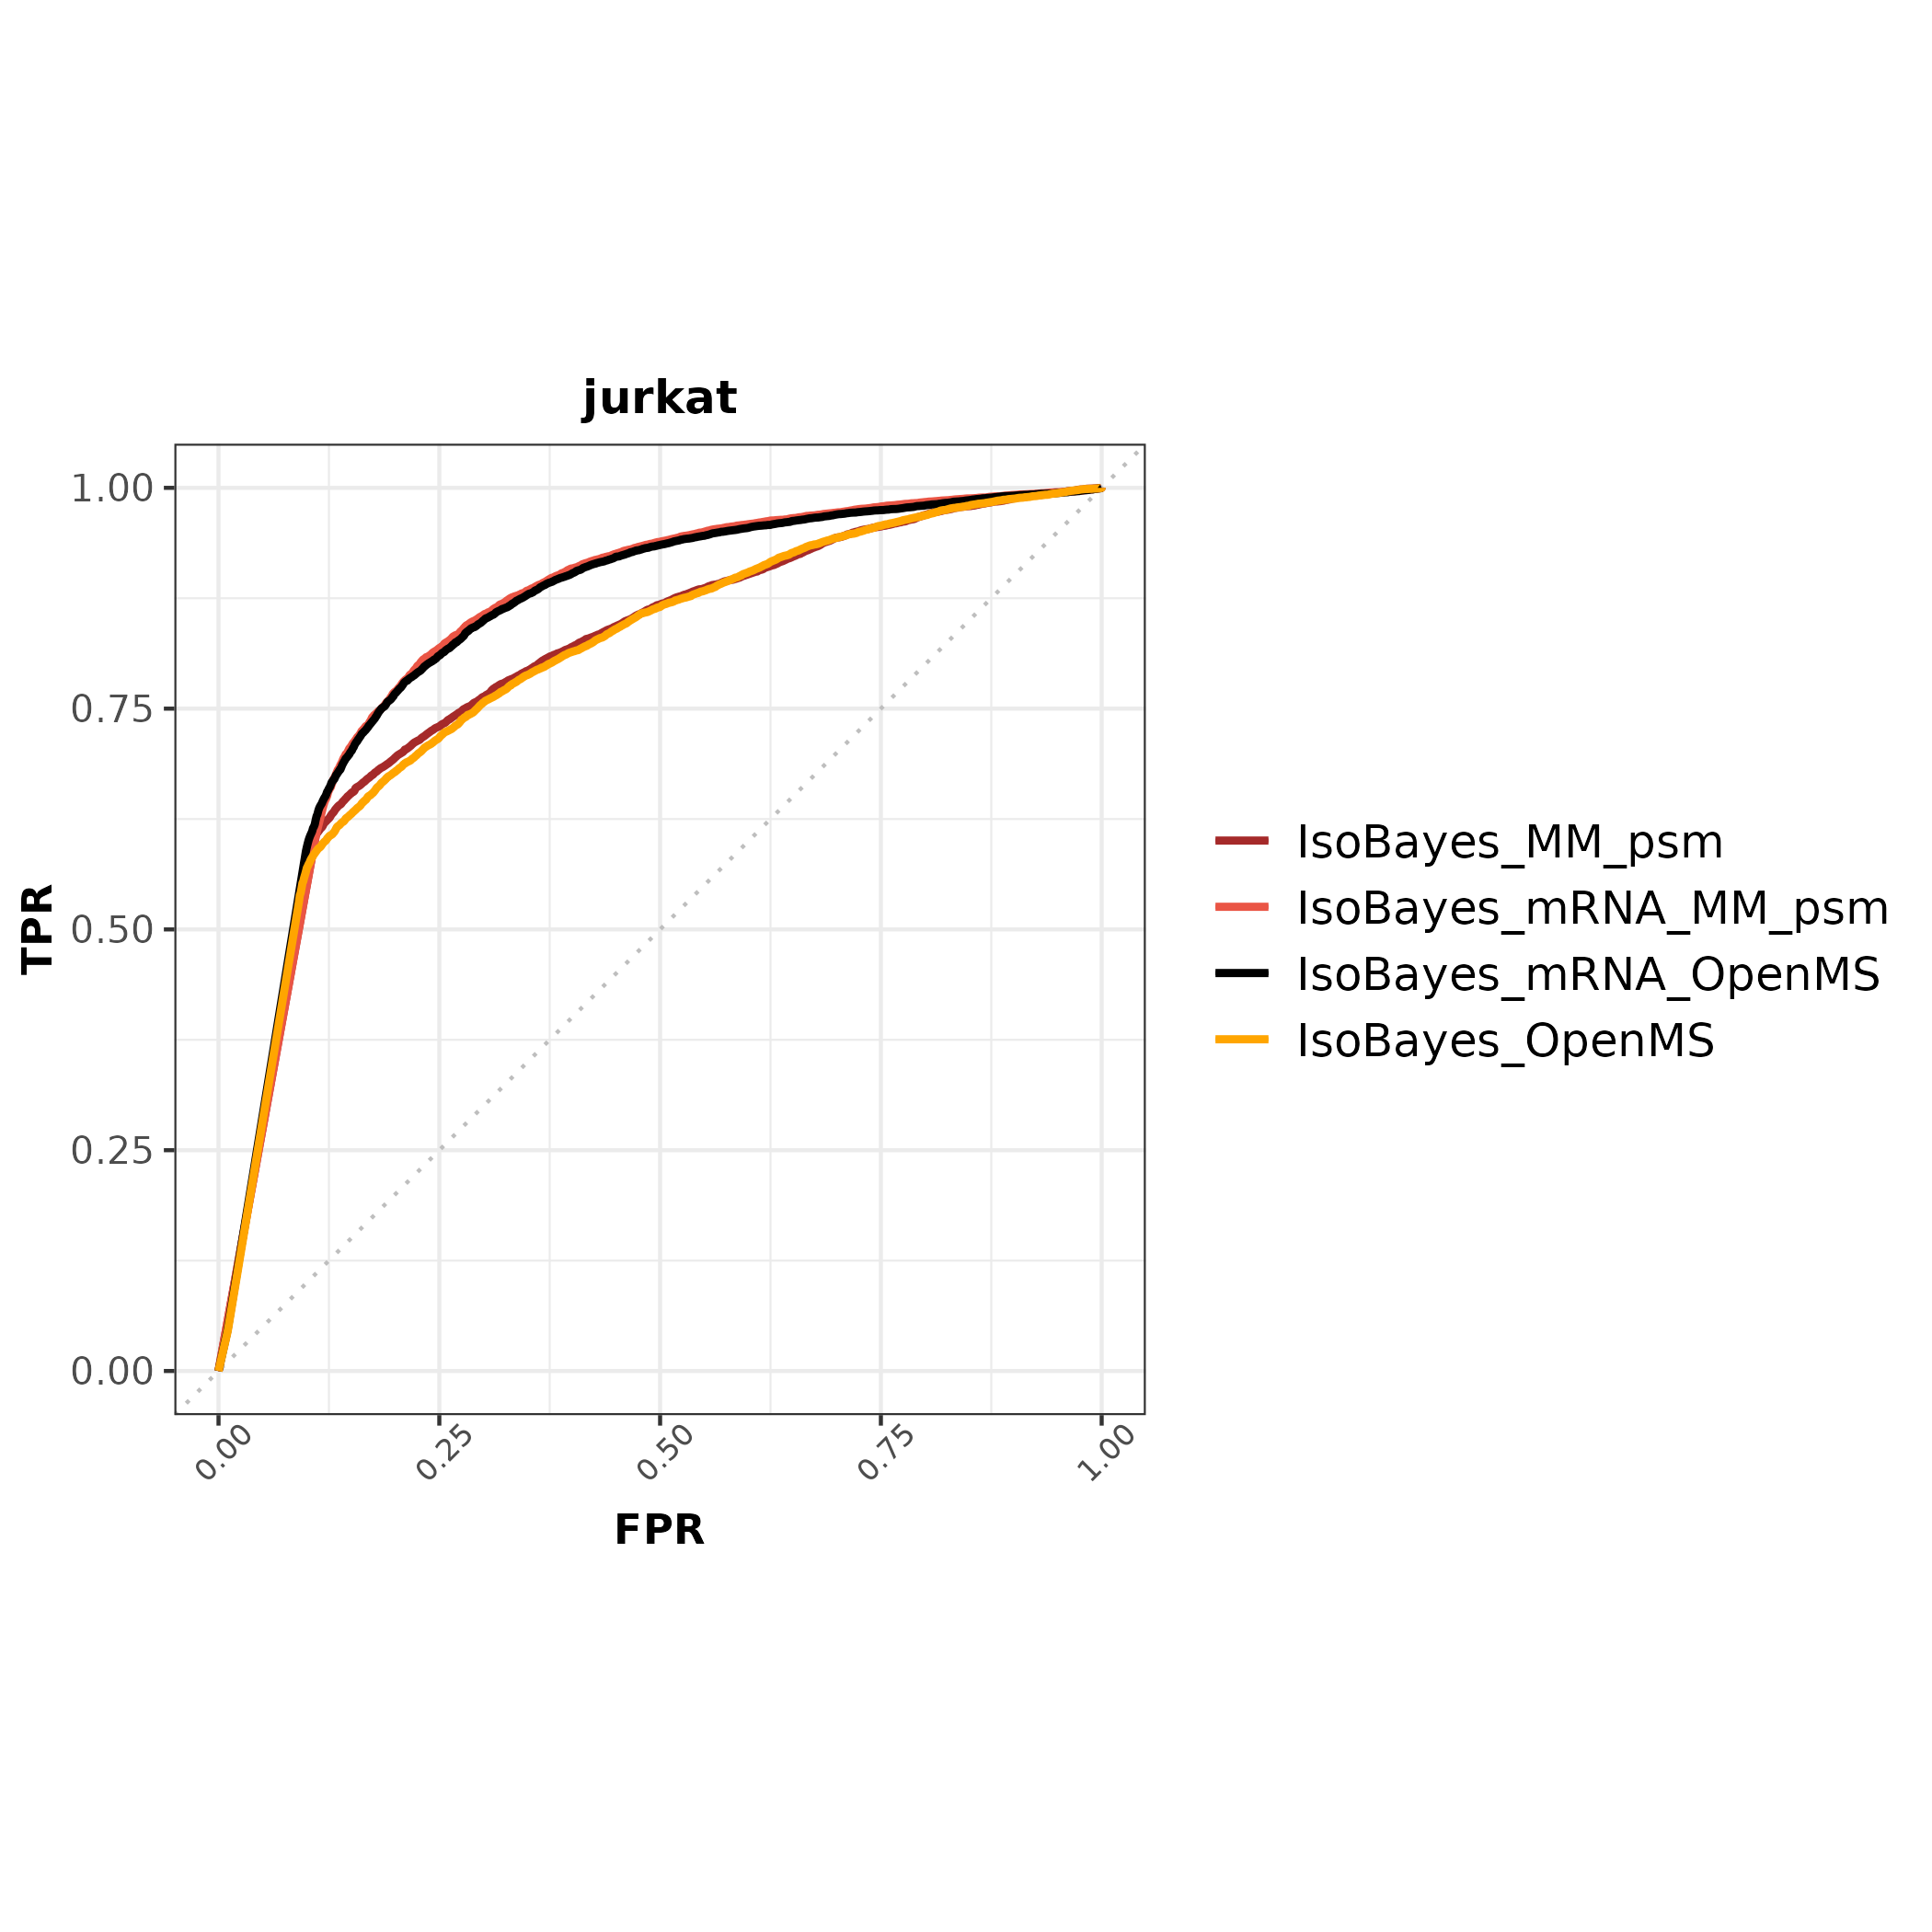 jurkat
1.00
0.75
0.50
0.25
0.00
TPR
0.00
0.25
0.50
0.75
1.00
FPR
IsoBayes_MM_psm
IsoBayes_mRNA_MM_psm
IsoBayes_mRNA_OpenMS
IsoBayes_OpenMS